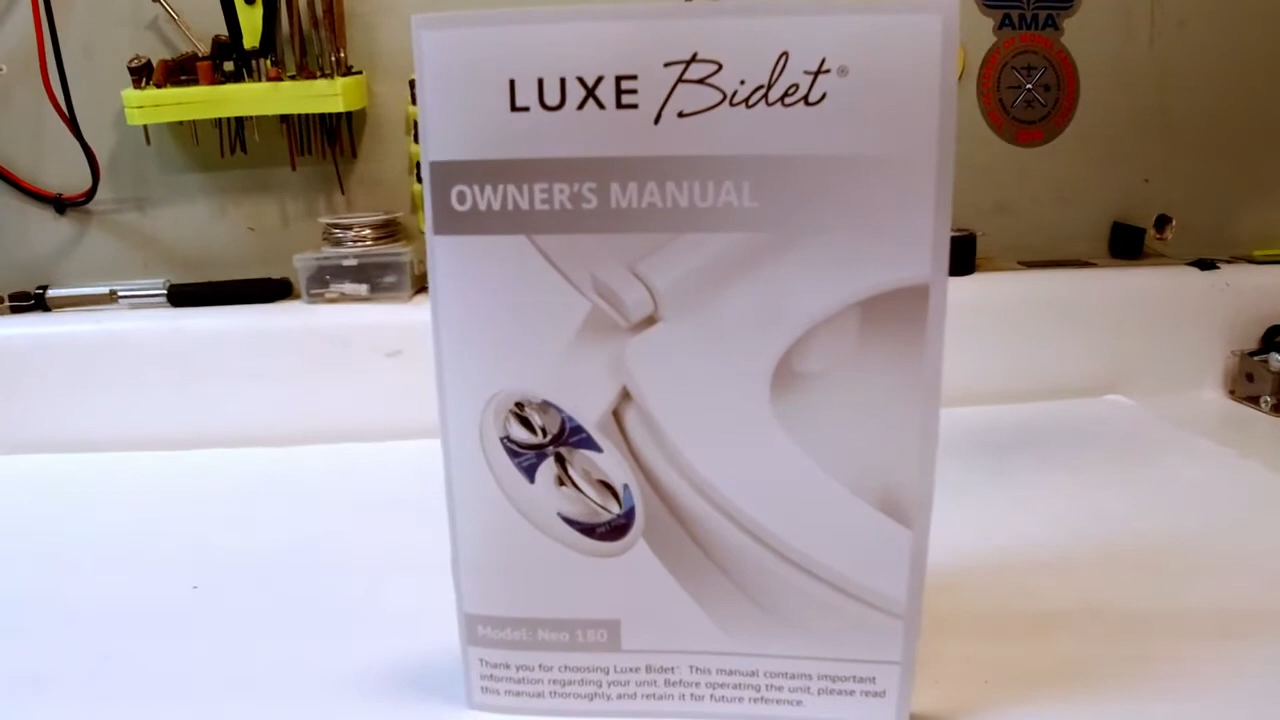 AMA
LUXE Bidet®
OWNER'S MANUAL
Model: Neo 180
Thank you for choosing Luxe Bidet®. This manual contains important
information regarding your unit. Before operating the unit, please read
this manual thoroughly, and retain it for future reference.